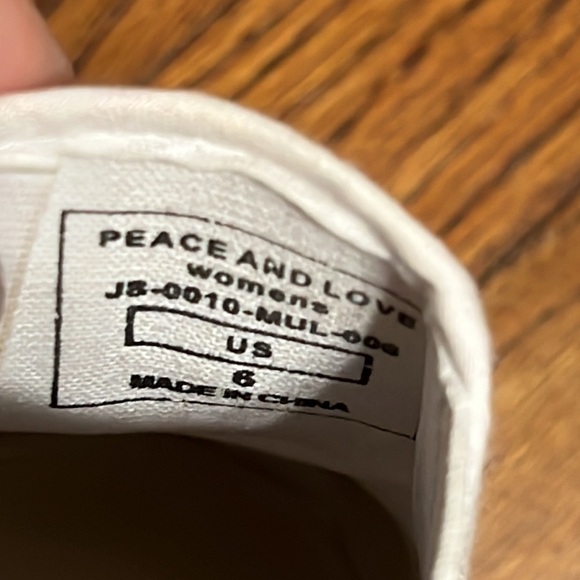 PEACE AND LOVE
womens
JS-0010-MUL-006
US
6
MADE IN CHINA